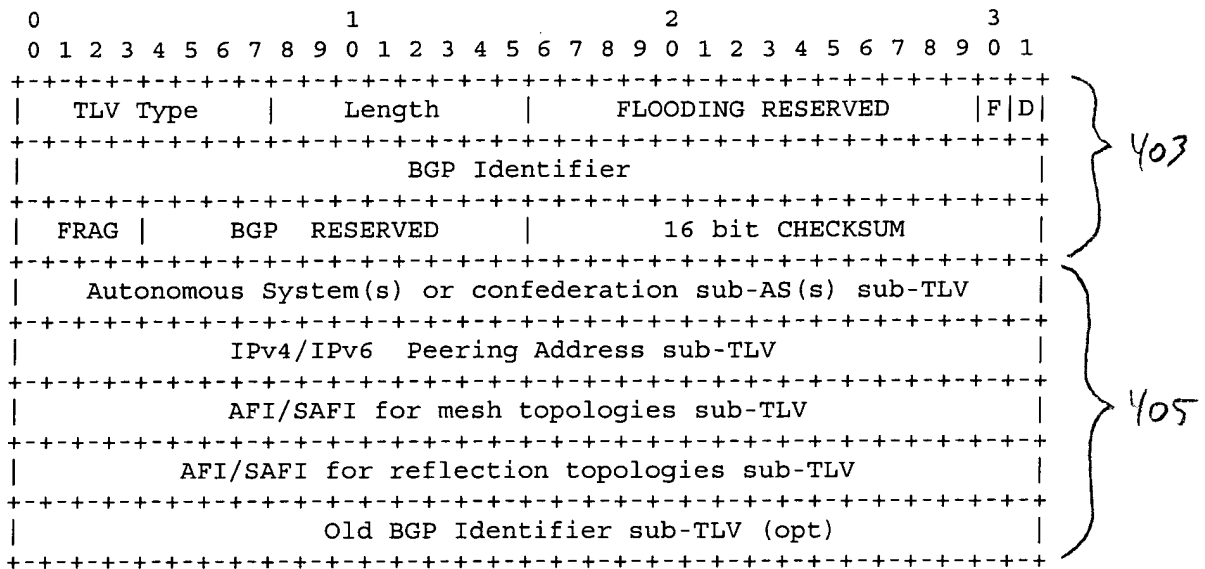 0                   1                   2                   3
0 1 2 3 4 5 6 7 8 9 0 1 2 3 4 5 6 7 8 9 0 1 2 3 4 5 6 7 8 9 0 1
+-+-+-+-+-+-+-+-+-+-+-+-+-+-+-+-+-+-+-+-+-+-+-+-+-+-+-+-+-+-+-+-+
| TLV Type | Length | FLOODING RESERVED |F|D|
+-+-+-+-+-+-+-+-+-+-+-+-+-+-+-+-+-+-+-+-+-+-+-+-+-+-+-+-+-+-+-+-+
| BGP Identifier | 403
+-+-+-+-+-+-+-+-+-+-+-+-+-+-+-+-+-+-+-+-+-+-+-+-+-+-+-+-+-+-+-+-+
| FRAG | BGP RESERVED | 16 bit CHECKSUM |
+-+-+-+-+-+-+-+-+-+-+-+-+-+-+-+-+-+-+-+-+-+-+-+-+-+-+-+-+-+-+-+-+
| Autonomous System(s) or confederation sub-AS(s) sub-TLV |
+-+-+-+-+-+-+-+-+-+-+-+-+-+-+-+-+-+-+-+-+-+-+-+-+-+-+-+-+-+-+-+-+
| IPv4/IPv6 Peering Address sub-TLV |
+-+-+-+-+-+-+-+-+-+-+-+-+-+-+-+-+-+-+-+-+-+-+-+-+-+-+-+-+-+-+-+-+
| AFI/SAFI for mesh topologies sub-TLV | 405
+-+-+-+-+-+-+-+-+-+-+-+-+-+-+-+-+-+-+-+-+-+-+-+-+-+-+-+-+-+-+-+-+
| AFI/SAFI for reflection topologies sub-TLV |
+-+-+-+-+-+-+-+-+-+-+-+-+-+-+-+-+-+-+-+-+-+-+-+-+-+-+-+-+-+-+-+-+
| Old BGP Identifier sub-TLV (opt) |
+-+-+-+-+-+-+-+-+-+-+-+-+-+-+-+-+-+-+-+-+-+-+-+-+-+-+-+-+-+-+-+-+